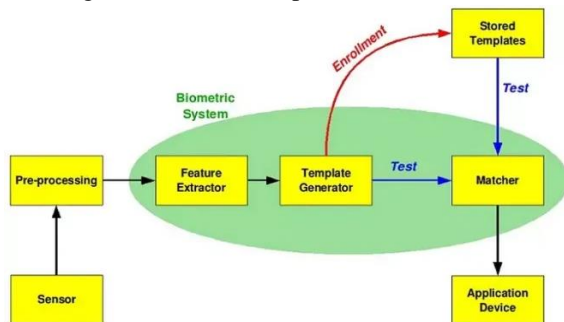 Stored
Templates
Enrollment
Test
Biometric
System
Pre-processing
Feature
Extractor
Template
Generator
Test
Matcher
Sensor
Application
Device